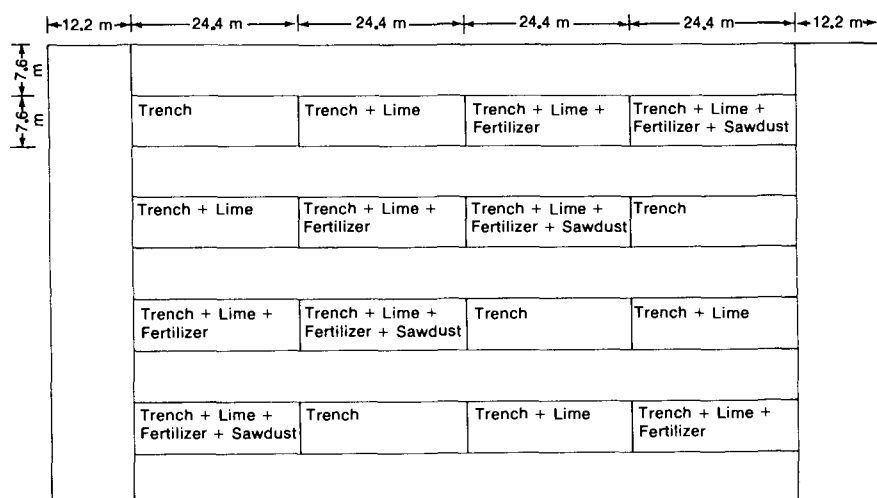 12.2 m 24.4 m 24.4 m 24.4 m 24.4 m 12.2 m
7.6 m
7.6 m
Trench
Trench + Lime
Trench + Lime +
Fertilizer
Trench + Lime +
Fertilizer + Sawdust
Trench + Lime
Trench + Lime +
Fertilizer
Trench + Lime +
Fertilizer + Sawdust
Trench
Trench + Lime +
Fertilizer
Trench + Lime +
Fertilizer + Sawdust
Trench
Trench + Lime
Trench + Lime +
Fertilizer + Sawdust
Trench
Trench + Lime
Trench + Lime +
Fertilizer